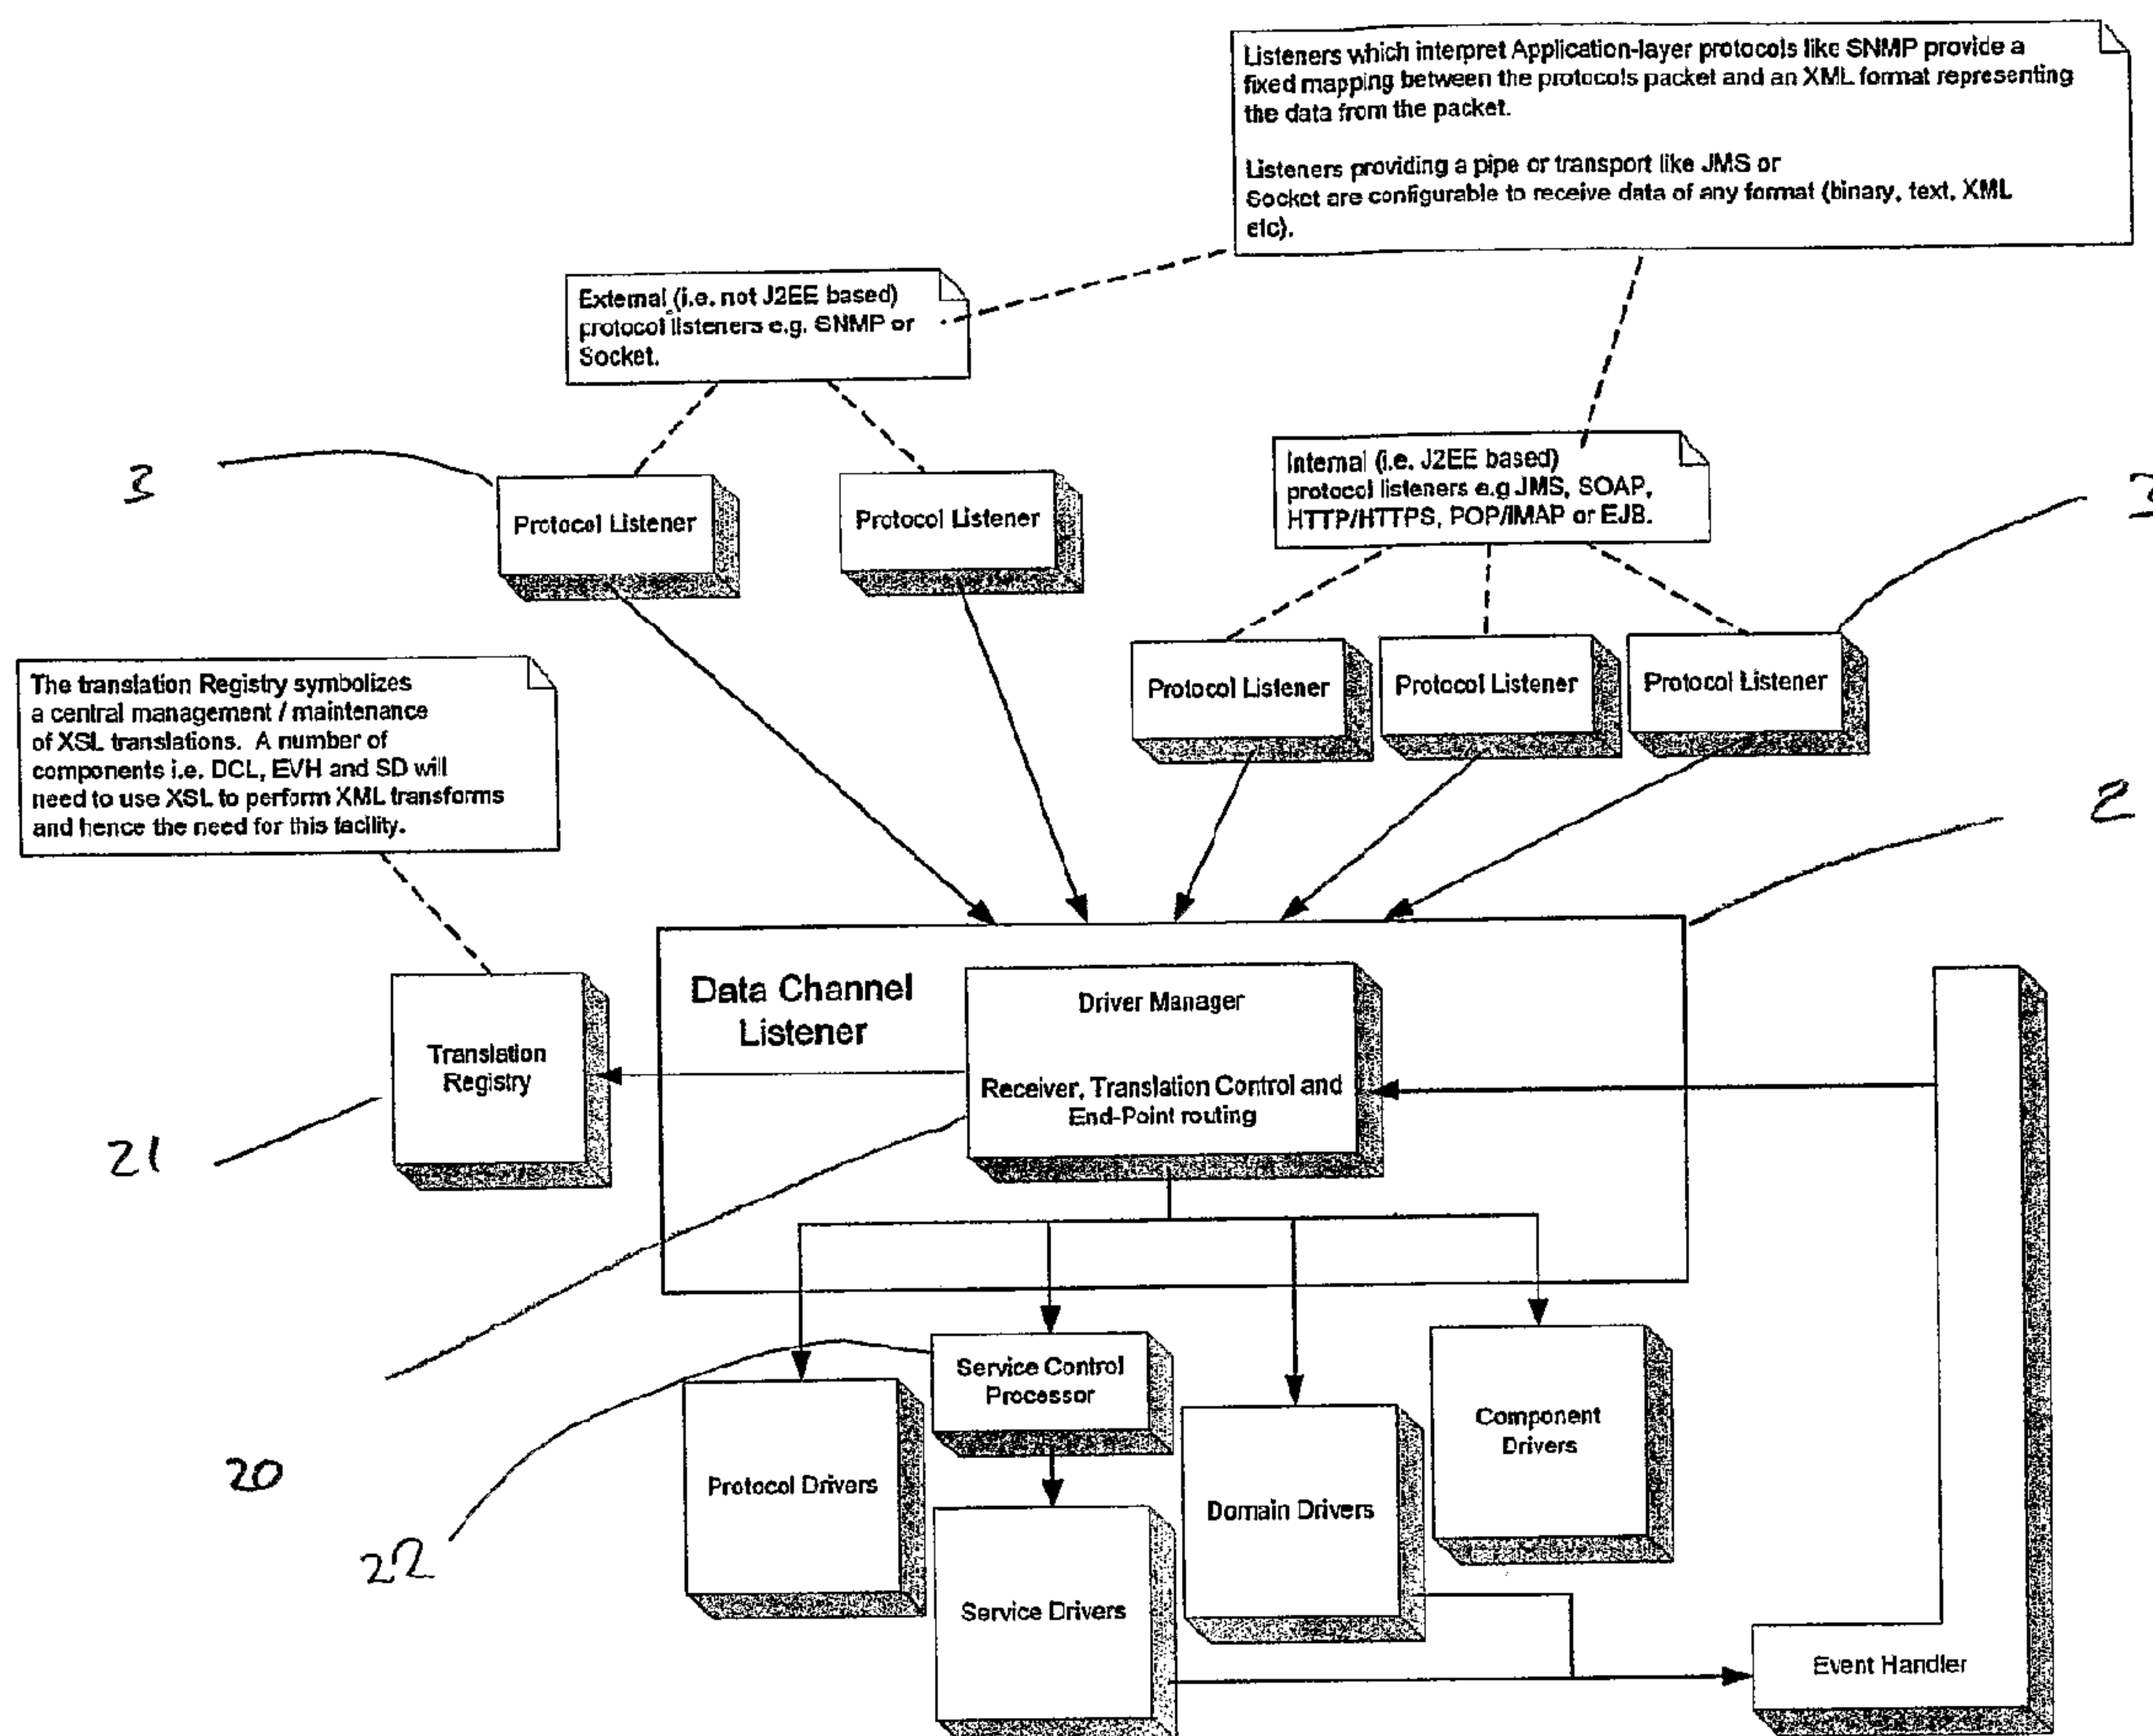 Listeners which interpret Application-layer protocols like SNMP provide a
fixed mapping between the protocols packet and an XML format representing
the data from the packet.
Listeners providing a pipe or transport like JMS or
Socket are configurable to receive data of any format (binary, text, XML
etc).
External (i.e. not J2EE based)
protocol listeners e.g. SNMP or
Socket.
Internal (i.e. J2EE based)
protocol listeners e.g JMS, SOAP,
HTTP/HTTPS, POP/IMAP or EJB.
3
Protocol Listener
Protocol Listener
3
Protocol Listener
Protocol Listener
Protocol Listener
The translation Registry symbolizes
a central management / maintenance
of XSL translations. A number of
components i.e. DCL, EVH and SD will
need to use XSL to perform XML transforms
and hence the need for this facility.
2
Data Channel
Listener
Driver Manager
Receiver, Translation Control and
End-Point routing
Translation
Registry
21
20
22
Service Control
Processor
Protocol Drivers
Service Drivers
Domain Drivers
Component
Drivers
Event Handler